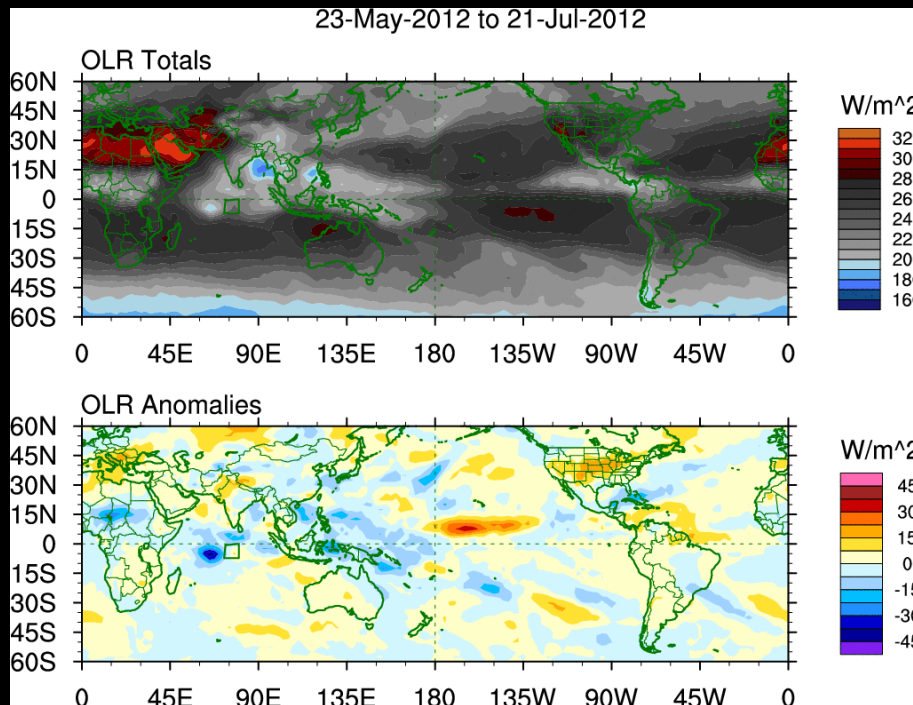 23-May-2012 to 21-Jul-2012
OLR Totals
60N
45N
30N
15N
0
15S
30S
45S
60S
0 45E 90E 135E 180 135W 90W 45W 0
W/m^2
32
30
28
26
24
22
20
18
16
OLR Anomalies
60N
45N
30N
15N
0
15S
30S
45S
60S
0 45E 90E 135E 180 135W 90W 45W 0
W/m^2
45
30
15
0
-15
-30
-45